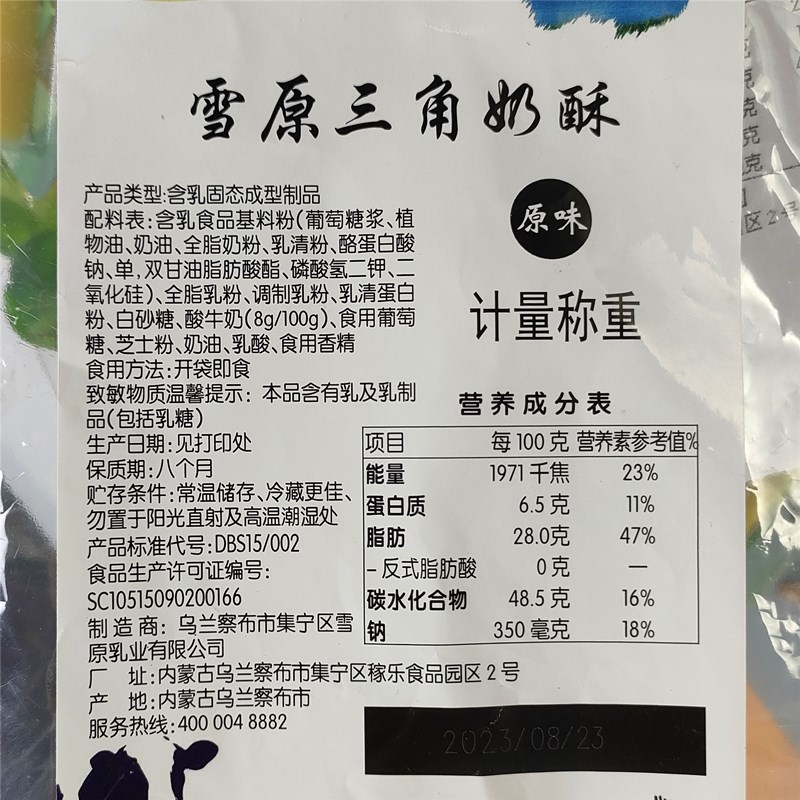 雪原三角奶酥
产品类型:含乳固态成型制品
配料表:含乳食品基料粉(葡萄糖浆、植
物油、奶油、全脂奶粉、乳清粉、酪蛋白酸
钠、单,双甘油脂肪酸酯、磷酸氢二钾、二
氧化硅)、全脂乳粉、调制乳粉、乳清蛋白
粉、白砂糖、酸牛奶(8g/100g)、食用葡萄
糖、芝士粉、奶油、乳酸、食用香精
食用方法:开袋即食
致敏物质温馨提示: 本品含有乳及乳制
品(包括乳糖)
生产日期:见打印处
保质期:八个月
贮存条件:常温储存、冷藏更佳、
勿置于阳光直射及高温潮湿处
产品标准代号:DBS15/002
食品生产许可证编号:
SC10515090200166
制 造 商: 乌兰察布市集宁区雪
原乳业有限公司
厂 址:内蒙古乌兰察布市集宁区稼乐食品园区 2 号
产 地:内蒙古乌兰察布市
服务热线:400 004 8882
原味
计量称重
营养成分表
项目 每 100 克 营养素参考值%
能量 1971 千焦 23%
蛋白质 6.5 克 11%
脂肪 28.0克 47%
– 反式脂肪酸 0 克 —
碳水化合物 48.5 克 16%
钠 350 毫克 18%
2023/08/23
克
克
克
克
区 2 号